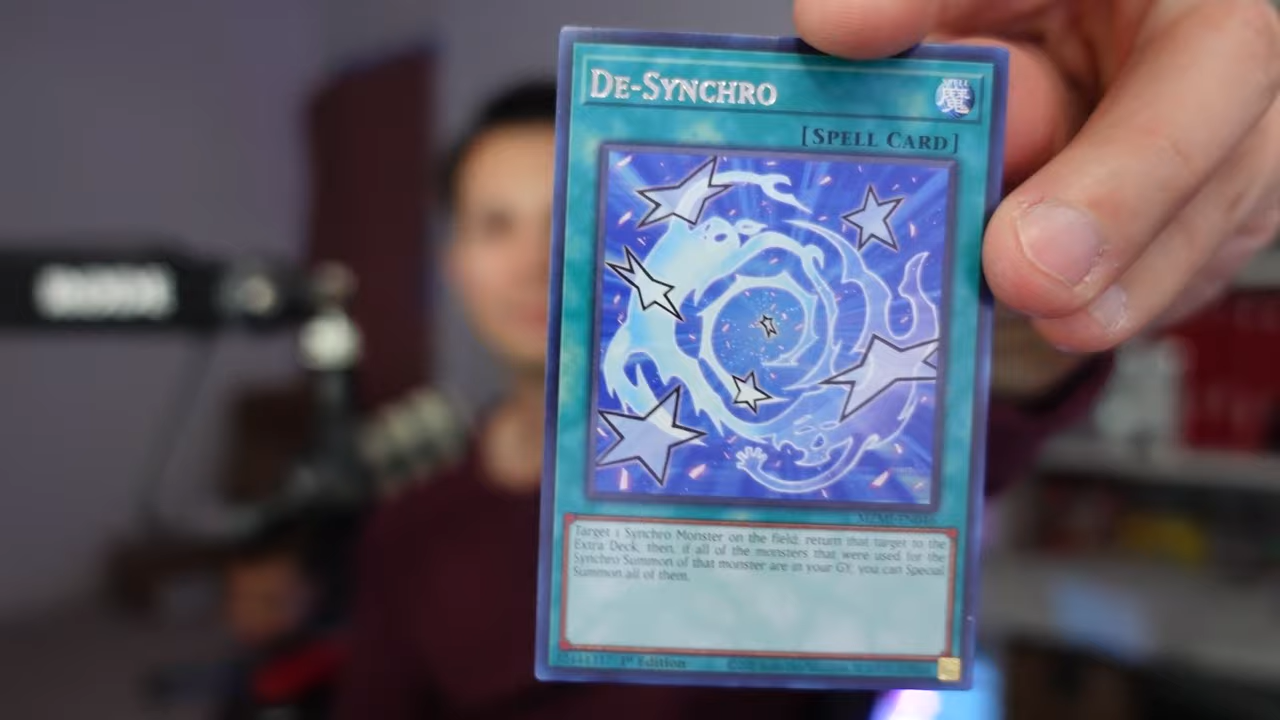 De-Synchro
SPELL
魔
[Spell Card]
Target 1 Synchro Monster on the field; return that target to the
Extra Deck, then, if all of the monsters that were used for the
Synchro Summon of that monster are in your GY, you can Special
Summon all of them.
1st Edition